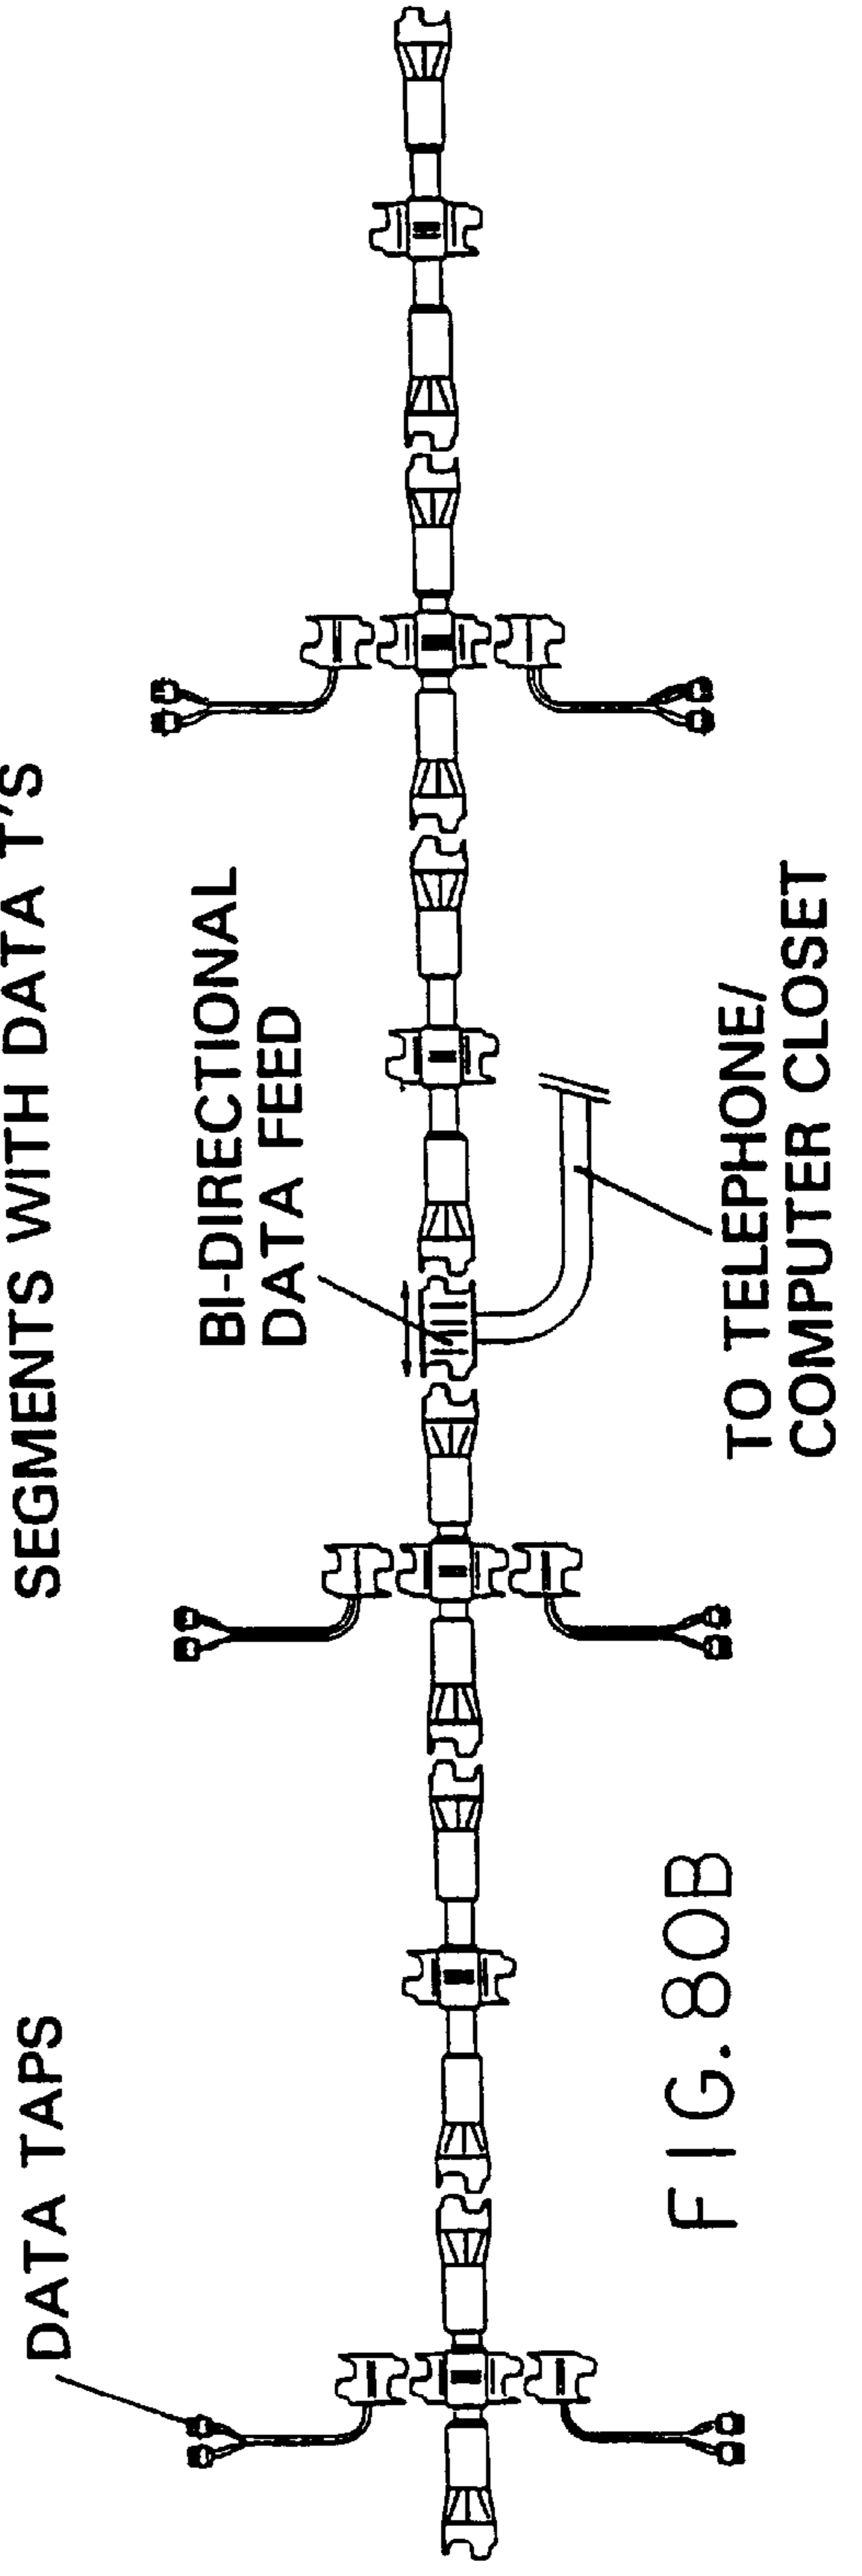 SEGMENTS WITH DATA T'S
DATA TAPS
BI-DIRECTIONAL
DATA FEED
TO TELEPHONE/
COMPUTER CLOSET
FIG. 80B